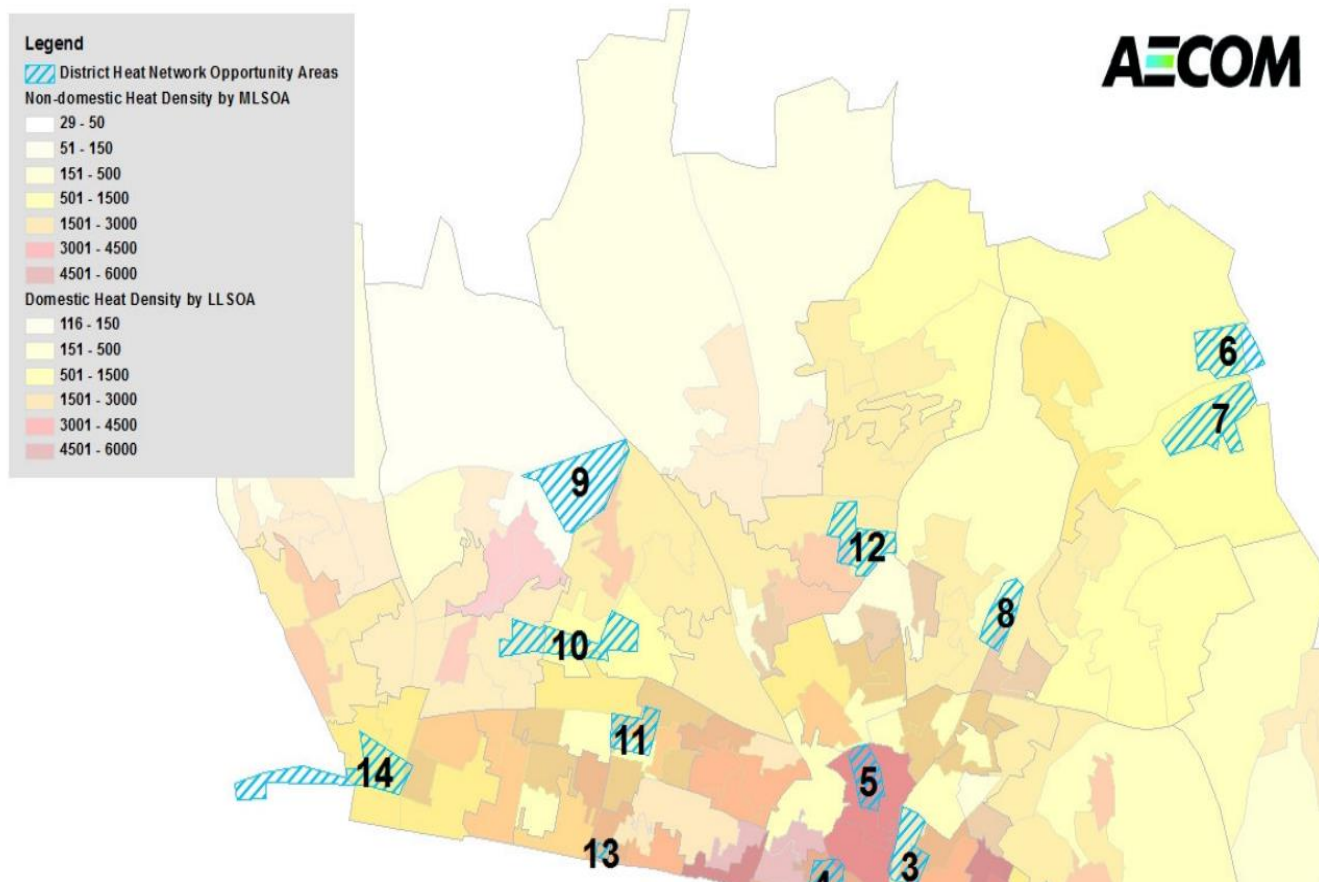 Legend
District Heat Network Opportunity Areas
Non-domestic Heat Density by MLSOA
29 - 50
51 - 150
151 - 500
501 - 1500
1501 - 3000
3001 - 4500
4501 - 6000
Domestic Heat Density by LLSOA
116 - 150
151 - 500
501 - 1500
1501 - 3000
3001 - 4500
4501 - 6000
AECOM
6
7
9
12
8
10
11
14
5
13
3
4